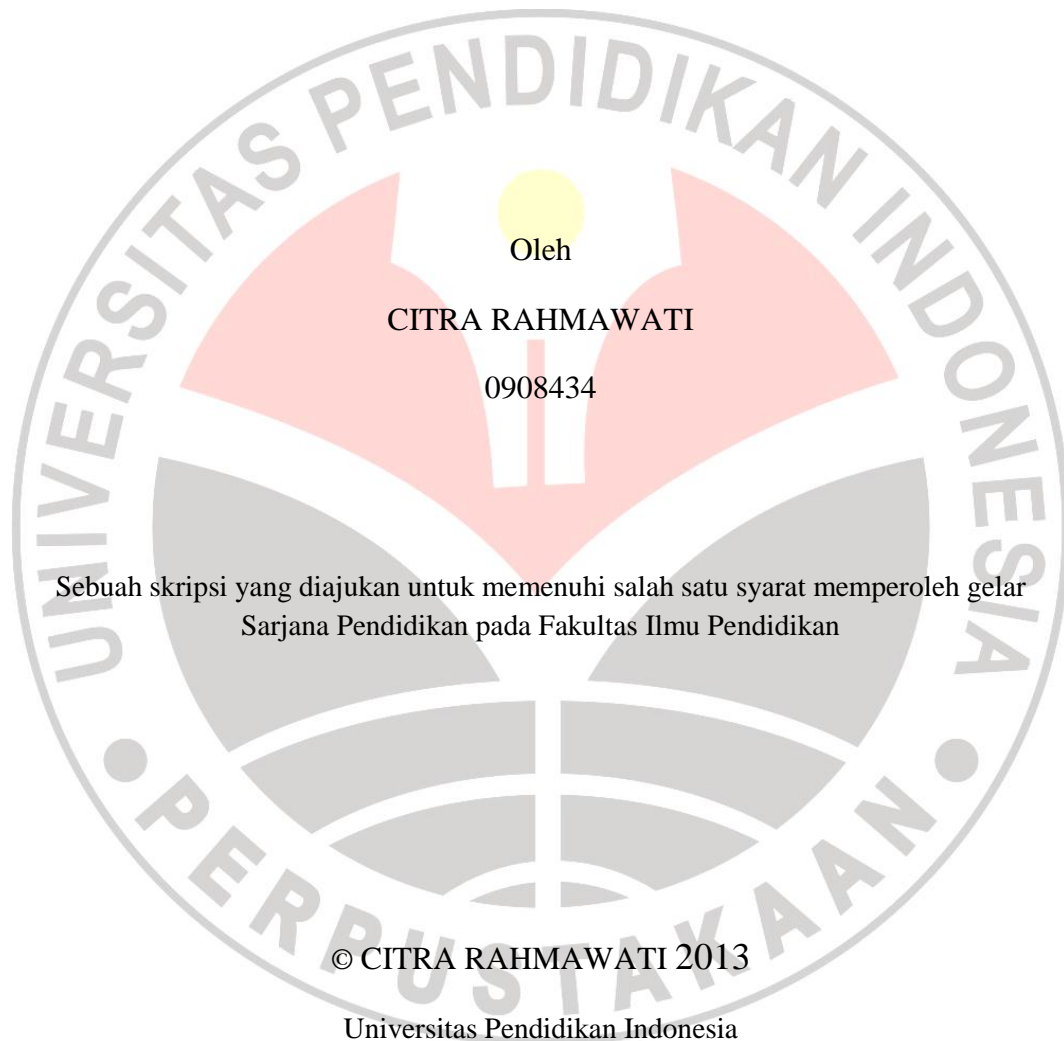 UNIVERSITAS PENDIDIKAN INDONESIA
Oleh
CITRA RAHMAWATI
0908434
Sebuah skripsi yang diajukan untuk memenuhi salah satu syarat memperoleh gelar
Sarjana Pendidikan pada Fakultas Ilmu Pendidikan
PERPUSTAKAAN
© CITRA RAHMAWATI 2013
Universitas Pendidikan Indonesia